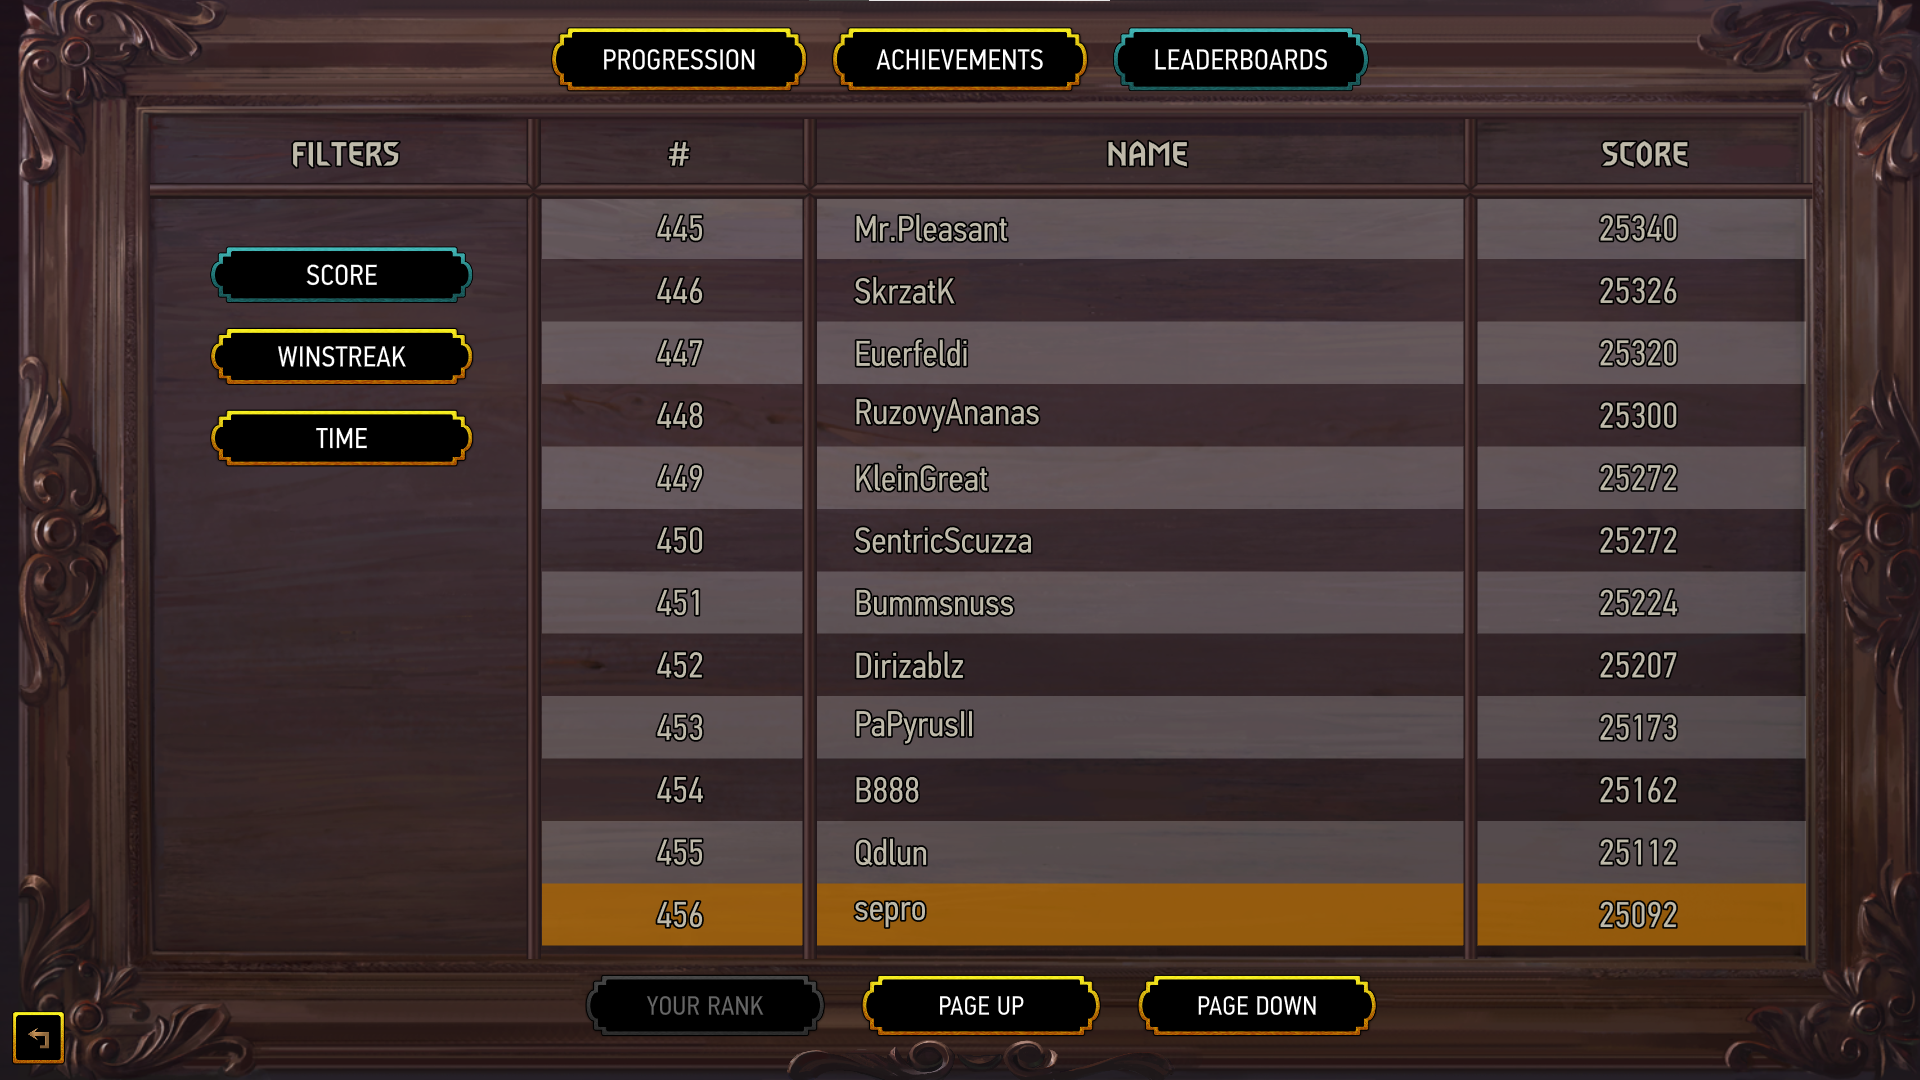 PROGRESSION ACHIEVEMENTS LEADERBOARDS
FILTERS # NAME SCORE
SCORE
WINSTREAK
TIME
445 Mr.Pleasant 25340
446 SkrzatK 25326
447 Euerfeldi 25320
448 RuzovyAnanas 25300
449 KleinGreat 25272
450 SentricScuzza 25272
451 Bummsnuss 25224
452 Dirizablz 25207
453 PaPyrusII 25173
454 B888 25162
455 Qdlun 25112
456 sepro 25092
YOUR RANK PAGE UP PAGE DOWN